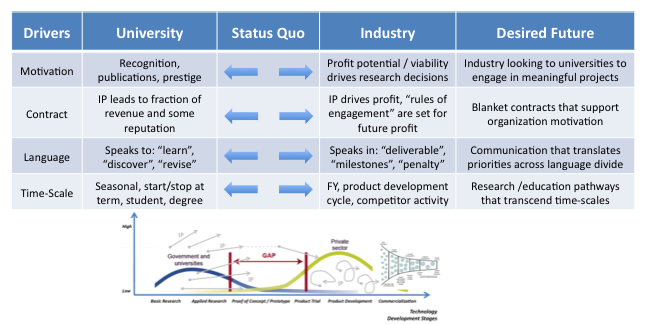 Drivers University Status Quo Industry Desired Future
Motivation
Recognition,
publications, prestige
Profit potential / viability
drives research decisions
Industry looking to universities to
engage in meaningful projects
Contract
IP leads to fraction of
revenue and some
reputation
IP drives profit, “rules of
engagement” are set for
future profit
Blanket contracts that support
organization motivation
Language
Speaks to: “learn”,
“discover”, “revise”
Speaks in: “deliverable”,
“milestones”, “penalty”
Communication that translates
priorities across language divide
Time-Scale
Seasonal, start/stop at
term, student, degree
FY, product development
cycle, competitor activity
Research /education pathways
that transcend time-scales
High
Low
Government and
universities
GAP
Private
sector
Basic Research Applied Research Proof of Concept / Prototype Product Trial Product Development Commercialization
Technology
Development Stages